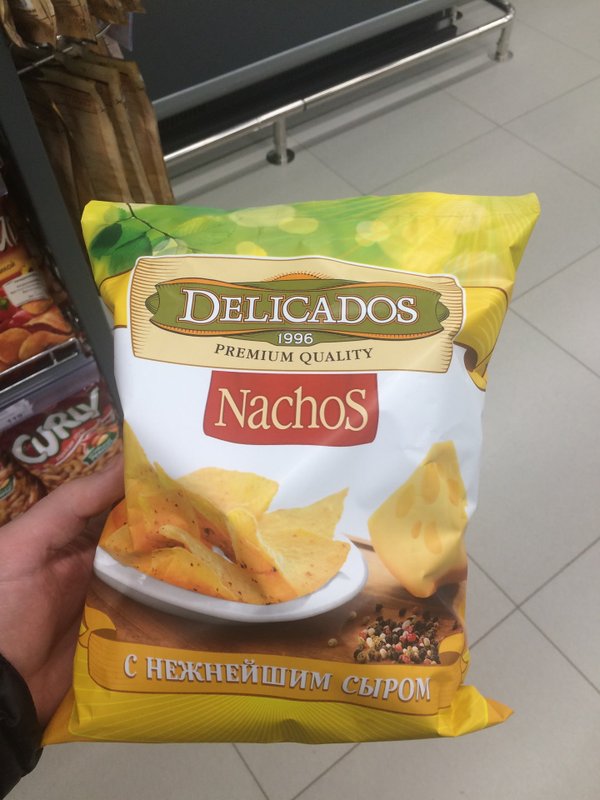 DELICADOS
1996
PREMIUM QUALITY
NachoS
С НЕЖНЕЙШИМ СЫРОМ
CURLY